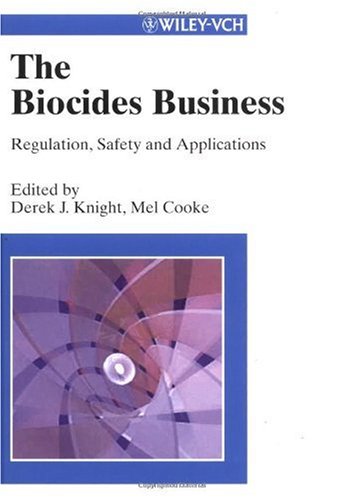 WILEY-VCH
The
Biocides Business
Regulation, Safety and Applications
Edited by
Derek J. Knight, Mel Cooke